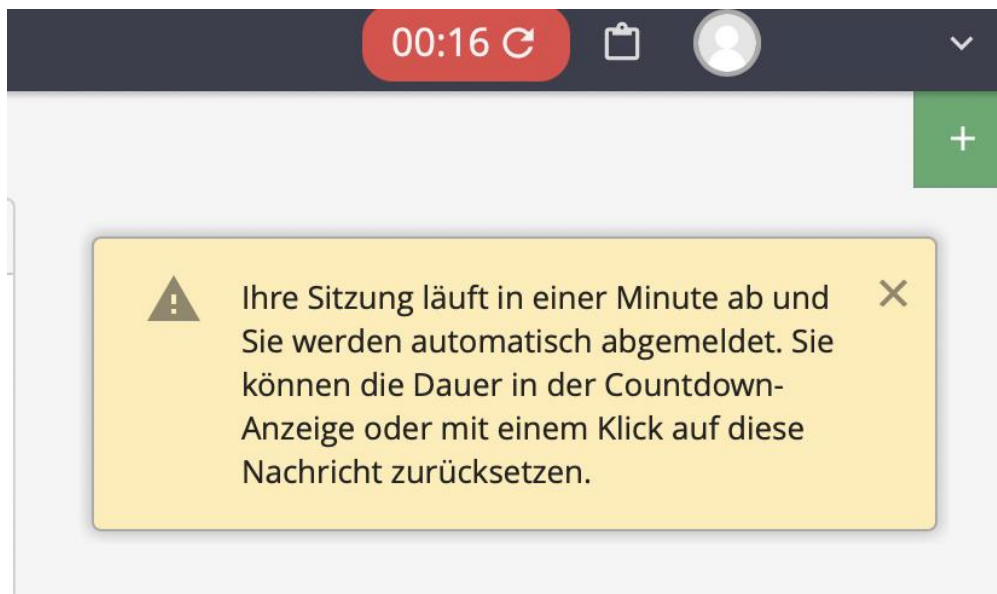 00:16
Ihre Sitzung läuft in einer Minute ab und
Sie werden automatisch abgemeldet. Sie
können die Dauer in der Countdown-
Anzeige oder mit einem Klick auf diese
Nachricht zurücksetzen.